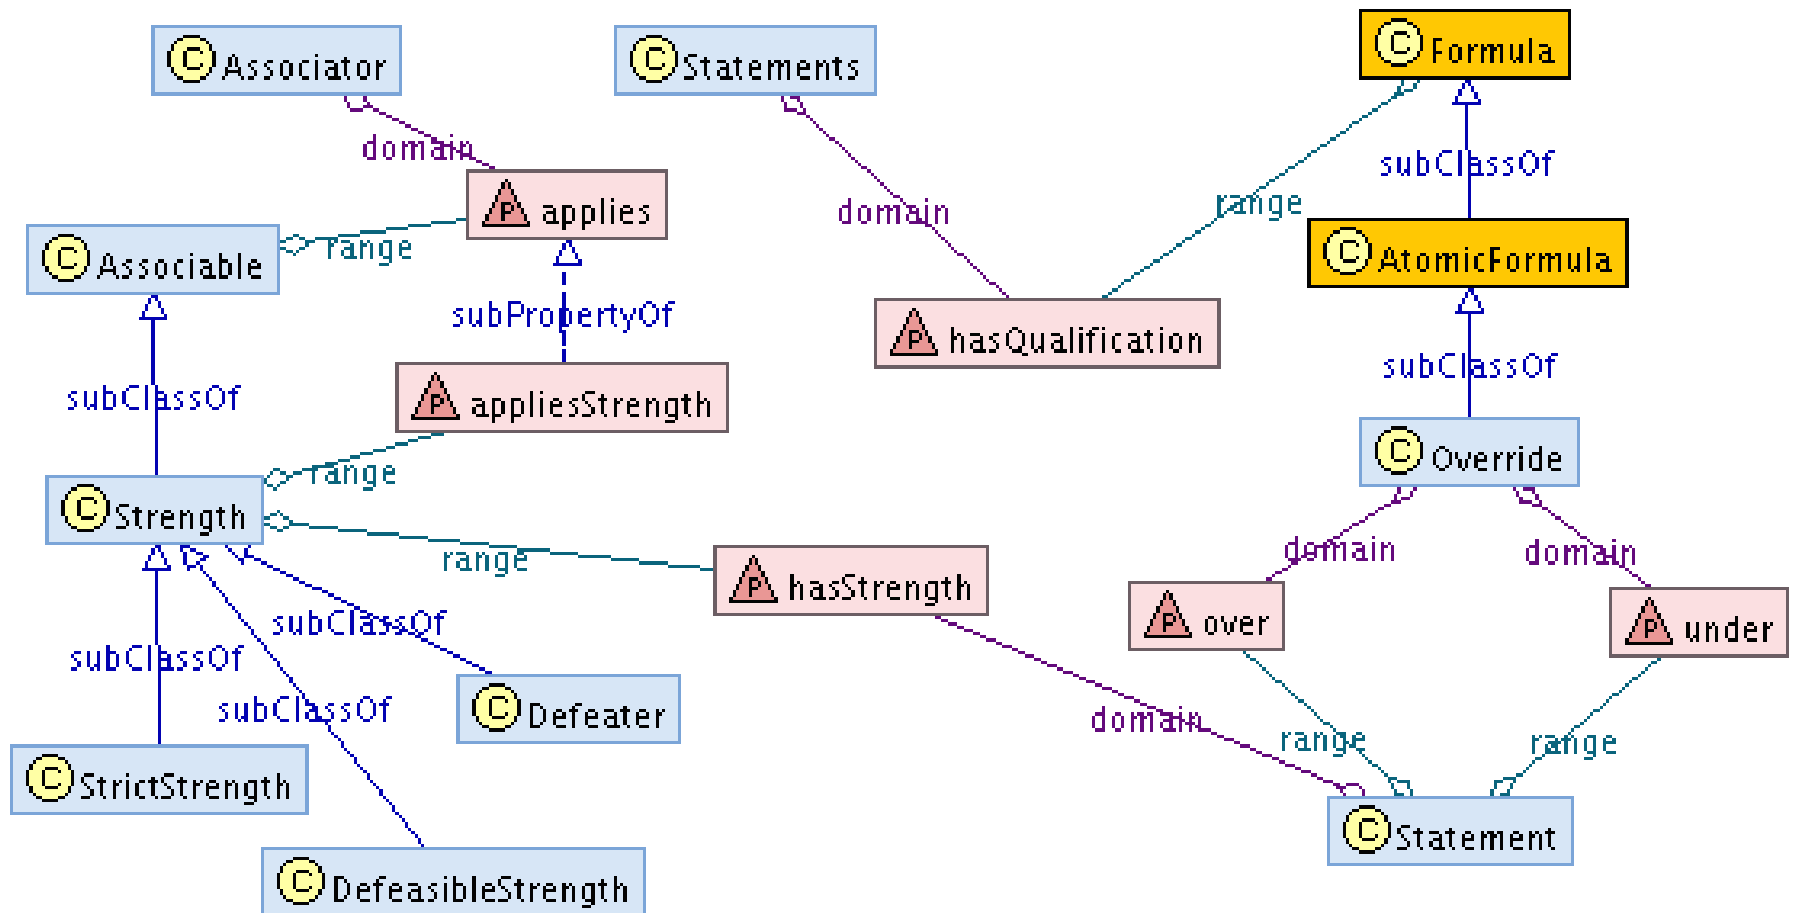 C Associator
C Statements
C Formula
domain
subClassOf
P applies
domain
range
C Associable
range
C AtomicFormula
subPropertyOf
P hasQualification
subClassOf
subClassOf
P appliesStrength
C Override
range
C Strength
domain
domain
range
P hasStrength
P over
P under
subClassOf
subClassOf
subClassOf
C Defeater
domain
range
range
C StrictStrength
C Statement
C DefeasibleStrength